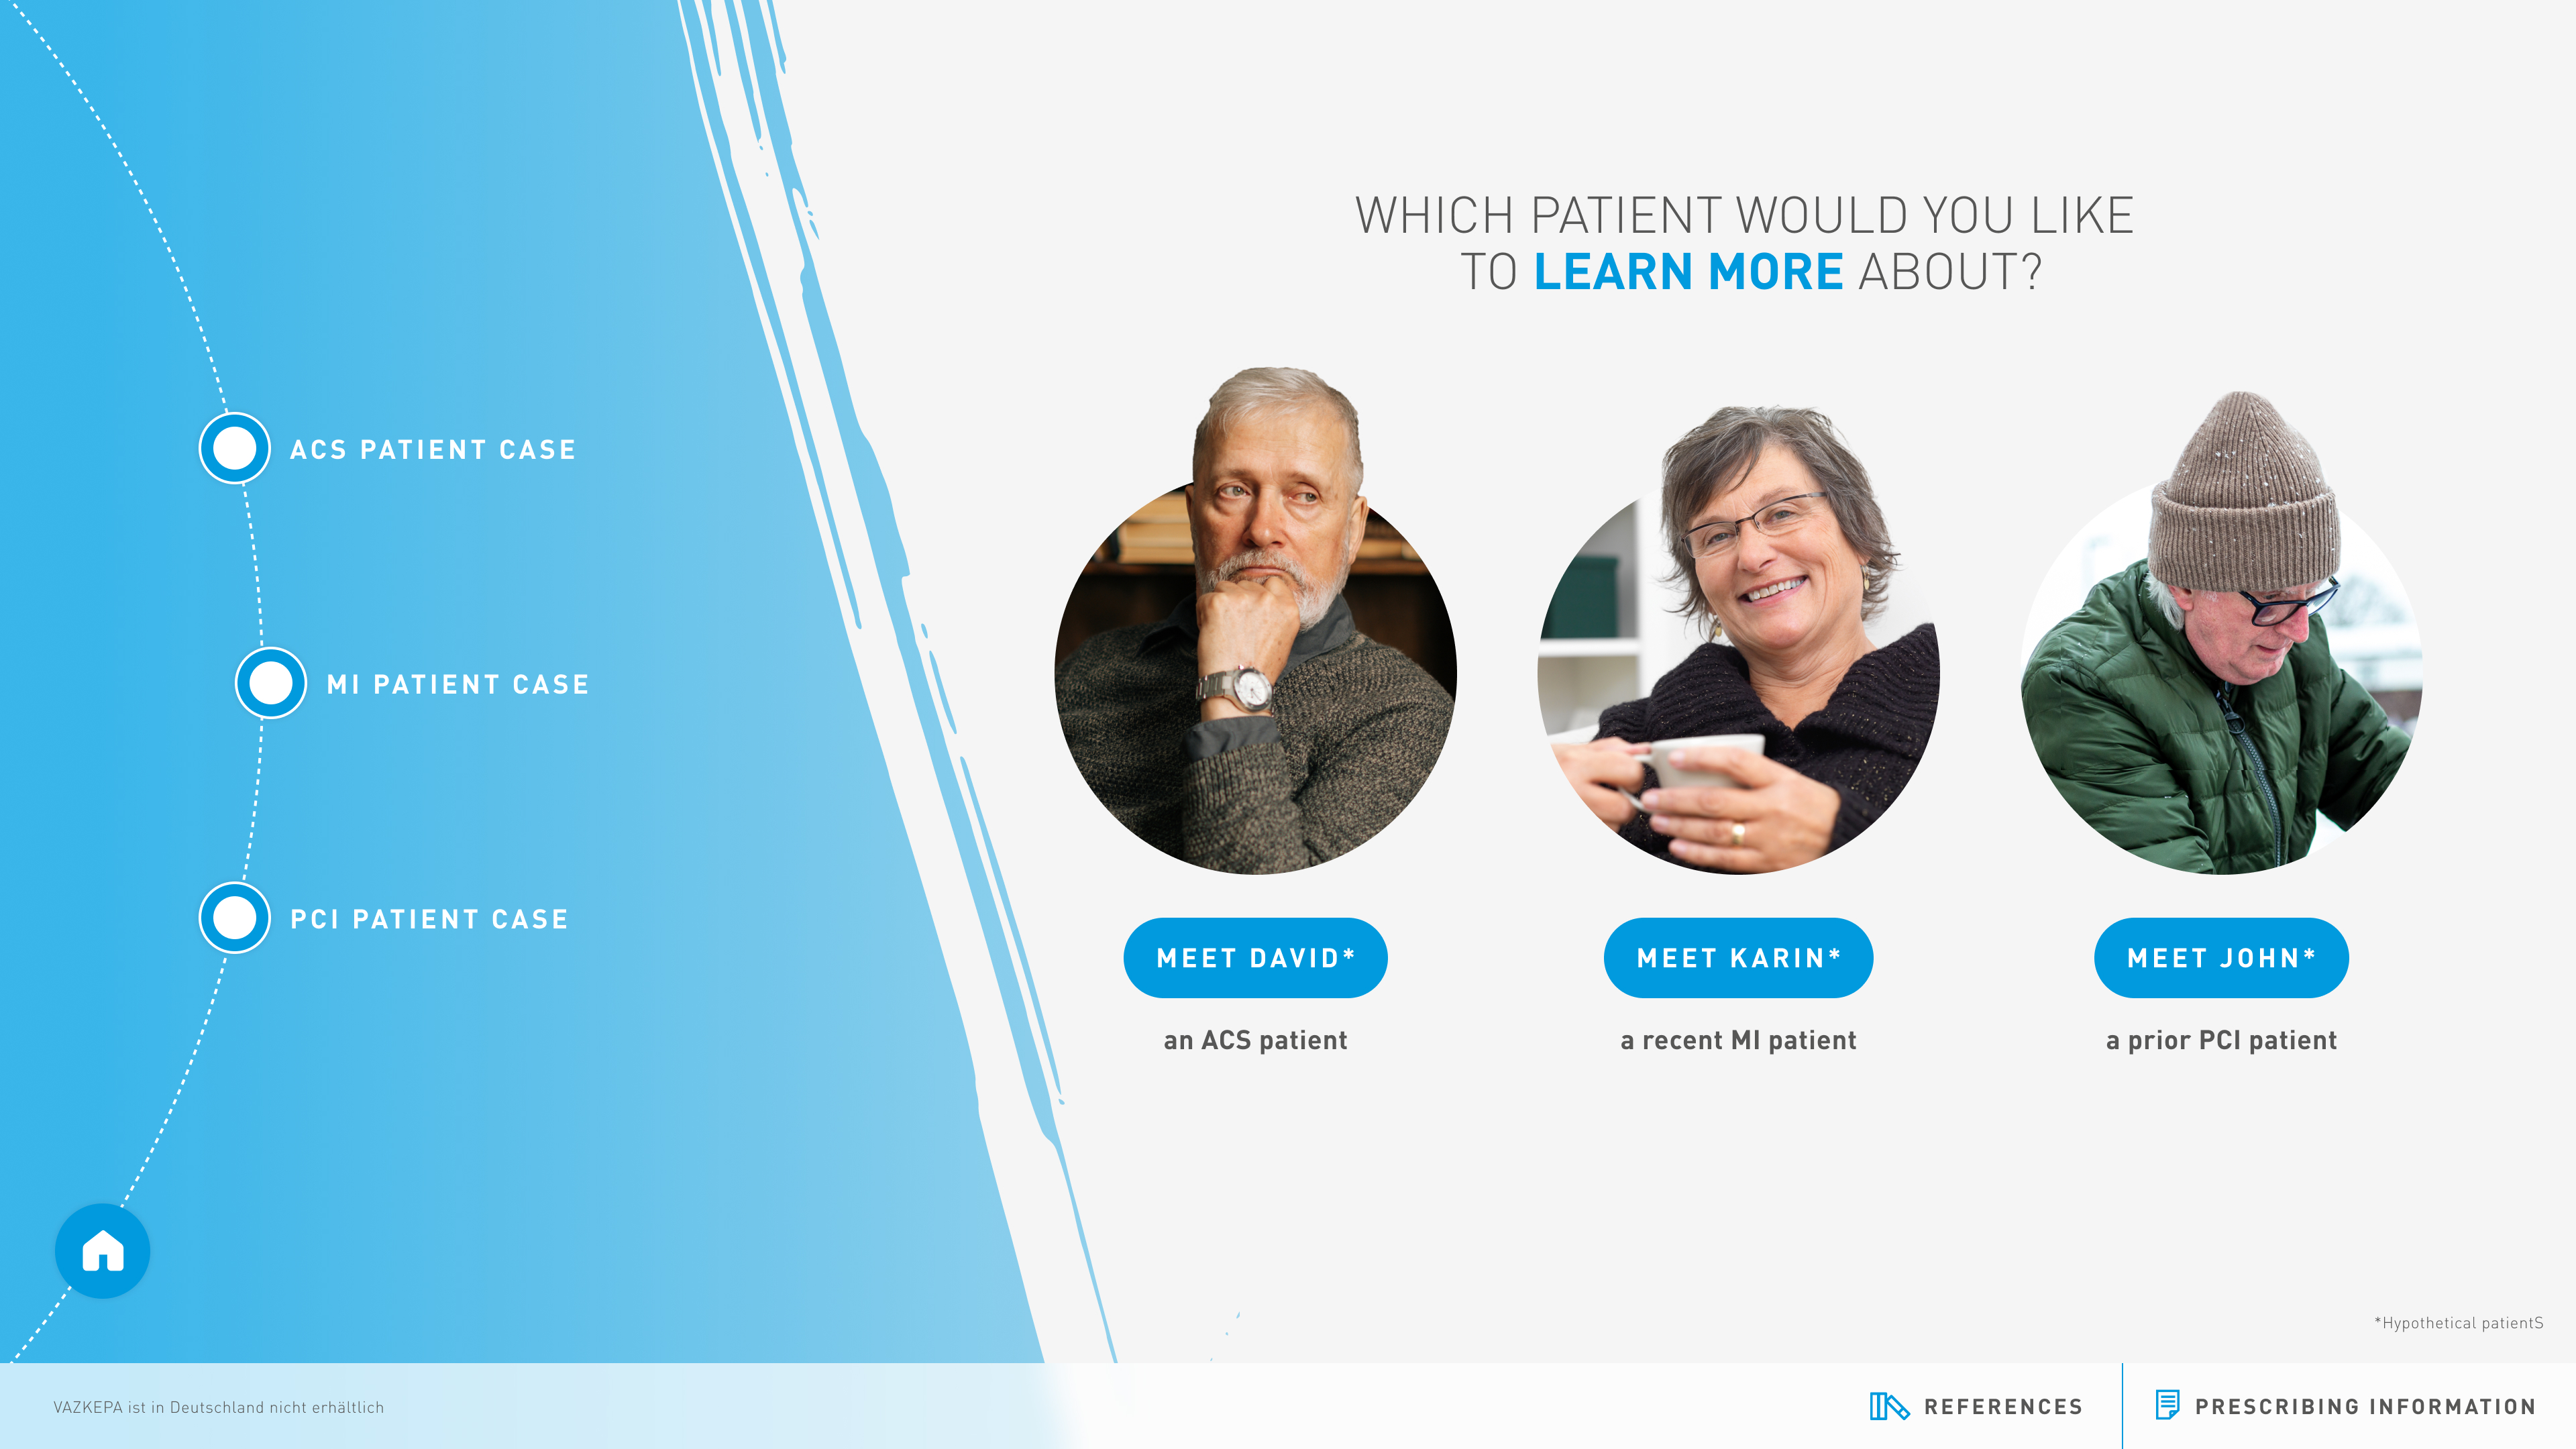 WHICH PATIENT WOULD YOU LIKE
TO LEARN MORE ABOUT?
ACS PATIENT CASE
MI PATIENT CASE
PCI PATIENT CASE
MEET DAVID*
an ACS patient
MEET KARIN*
a recent MI patient
MEET JOHN*
a prior PCI patient
*Hypothetical patientS
VAZKEPA ist in Deutschland nicht erhältlich
REFERENCES
PRESCRIBING INFORMATION